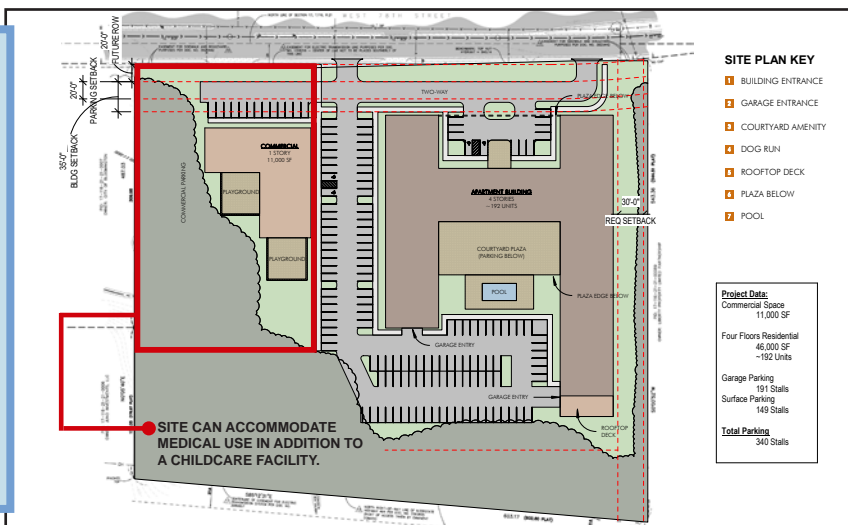 WEST 78TH STREET
20'-0"
FUTURE ROW
20'-0"
PARKING SETBACK
35'-0"
BLDG SETBACK
TWO-WAY
PLAZA EDGE BELOW
COMMERCIAL
1 STORY
11,000 SF
COMMERCIAL PARKING
PLAYGROUND
PLAYGROUND
APARTMENT BUILDING
4 STORIES
~192 UNITS
COURTYARD PLAZA
(PARKING BELOW)
POOL
PLAZA EDGE BELOW
30'-0"
REQ SETBACK
GARAGE ENTRY
GARAGE ENTRY
ROOFTOP
DECK
SITE CAN ACCOMMODATE
MEDICAL USE IN ADDITION TO
A CHILDCARE FACILITY.
SITE PLAN KEY
1 BUILDING ENTRANCE
2 GARAGE ENTRANCE
3 COURTYARD AMENITY
4 DOG RUN
5 ROOFTOP DECK
6 PLAZA BELOW
7 POOL
Project Data:
Commercial Space
11,000 SF
Four Floors Residential
46,000 SF
~192 Units
Garage Parking
191 Stalls
Surface Parking
149 Stalls
Total Parking
340 Stalls